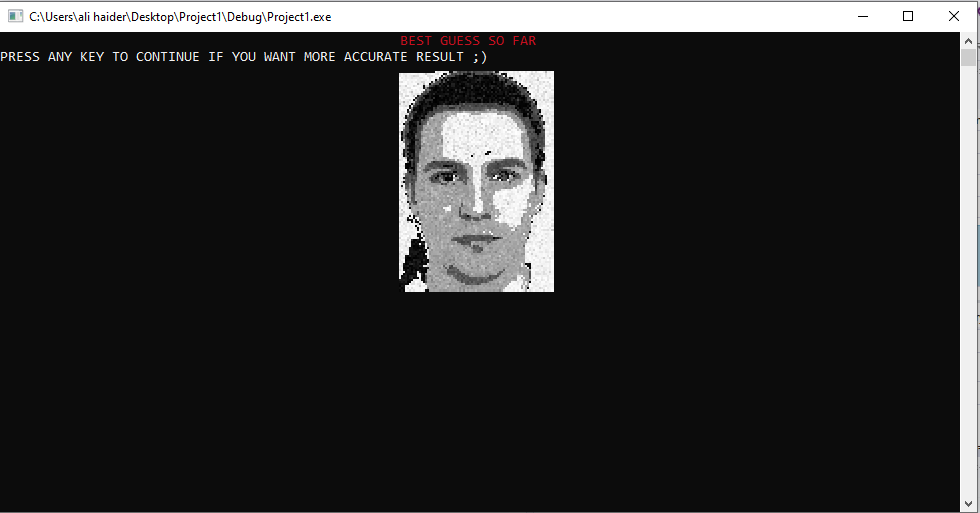 C:\Users\ali haider\Desktop\Project1\Debug\Project1.exe
BEST GUESS SO FAR
PRESS ANY KEY TO CONTINUE IF YOU WANT MORE ACCURATE RESULT ;)